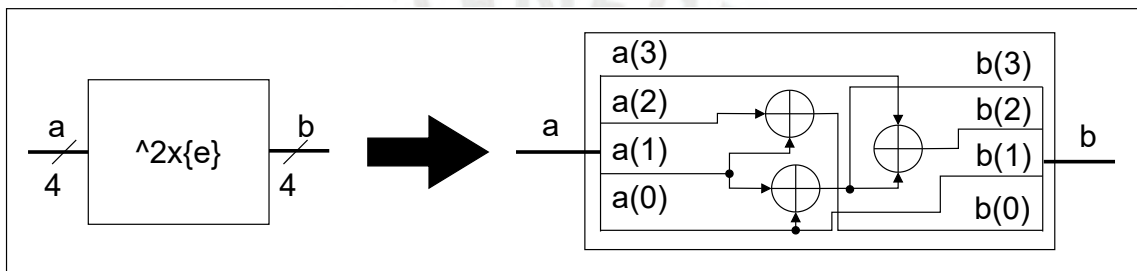 a
4
^2x{e}
b
4
a
a(3)
a(2)
a(1)
a(0)
b(3)
b(2)
b(1)
b(0)
b